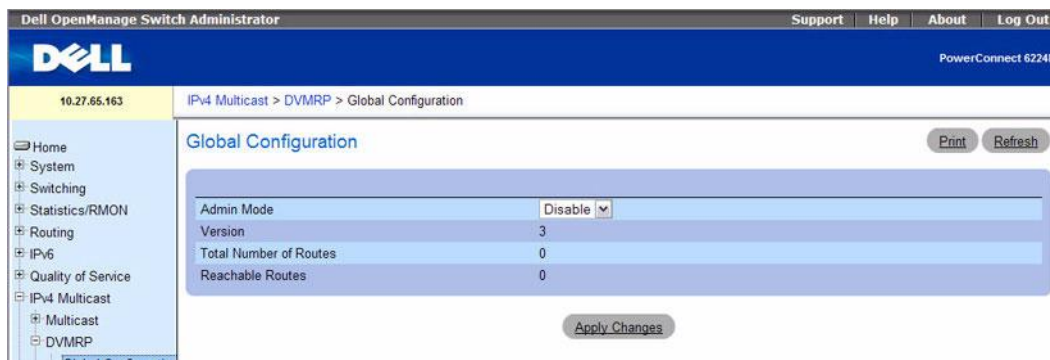 Dell OpenManage Switch Administrator Support Help About Log Out
DELL
PowerConnect 6224
10.27.65.163
IPv4 Multicast > DVMRP > Global Configuration
Home
System
Switching
Statistics/RMON
Routing
IPv6
Quality of Service
IPv4 Multicast
Multicast
DVMRP
Global Configuration
Print Refresh
Admin Mode Disable
Version 3
Total Number of Routes 0
Reachable Routes 0
Apply Changes